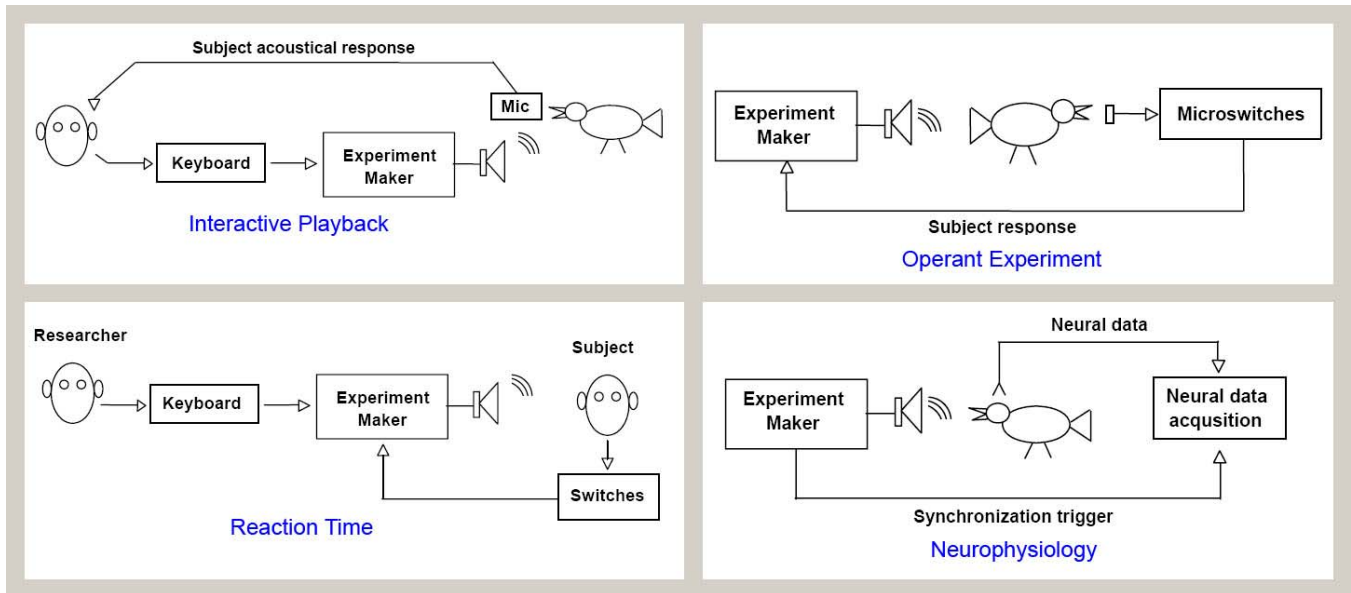 Subject acoustical response
Mic
Keyboard
Experiment
Maker
Interactive Playback
Experiment
Maker
Microswitches
Subject response
Operant Experiment
Researcher
Subject
Keyboard
Experiment
Maker
Switches
Reaction Time
Neural data
Experiment
Maker
Neural data
acqusition
Synchronization trigger
Neurophysiology